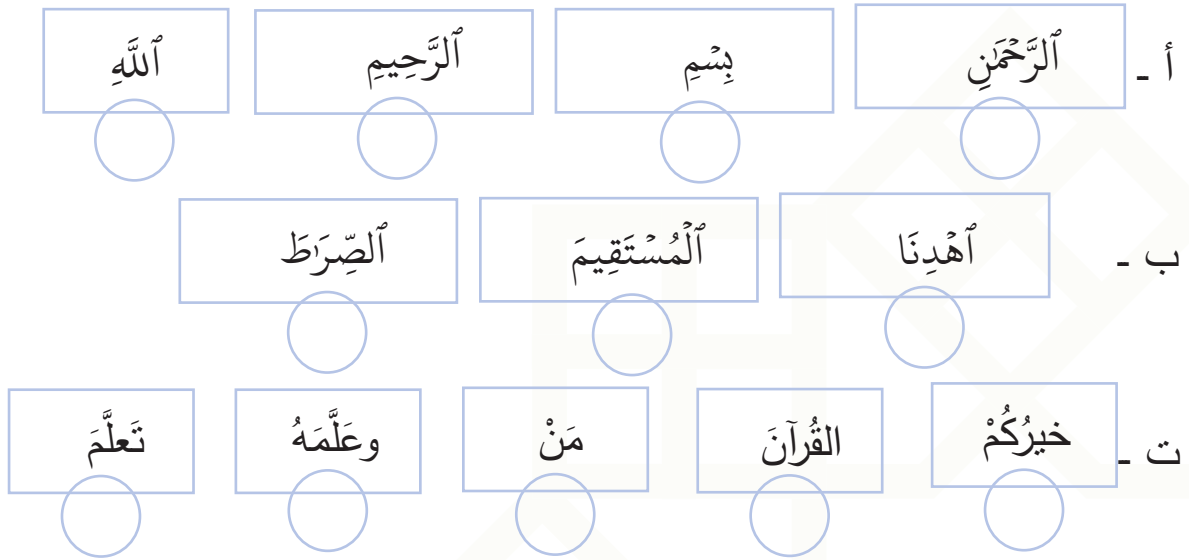 أ - ٱلرَّحْمَٰنِ بِسْمِ ٱلرَّحِيمِ ٱللَّهِ
ب - ٱهْدِنَا ٱلْمُسْتَقِيمَ ٱلصِّرَٰطَ
ت - خيرُكُمْ القُرآنَ مَنْ وعَلَّمَهُ تَعلَّمَ